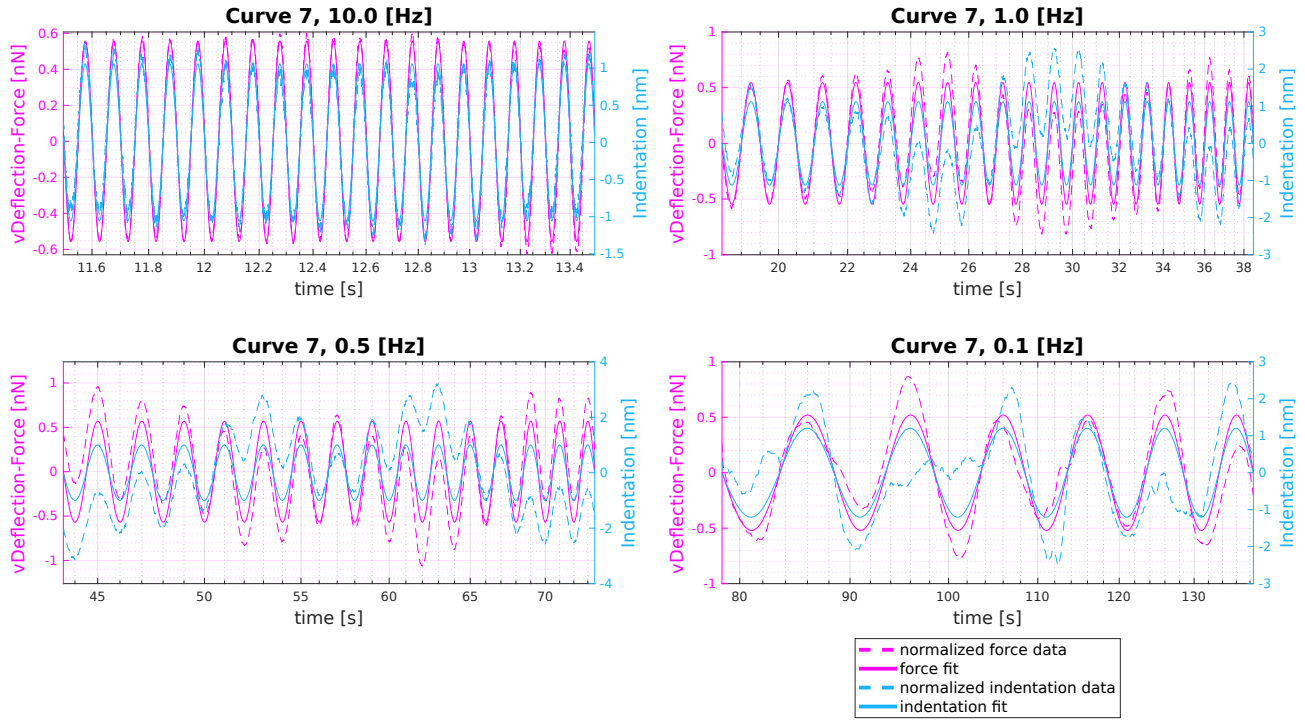 Curve 7, 10.0 [Hz]
vDeflection-Force [nN]
0.6
0.4
0.2
0
-0.2
-0.4
-0.6
11.6 11.8 12 12.2 12.4 12.6 12.8 13 13.2 13.4
time [s]
1
0.5
0
-0.5
-1
-1.5
Indentation [nm]
Curve 7, 1.0 [Hz]
vDeflection-Force [nN]
1
0.5
0
-0.5
-1
20 22 24 26 28 30 32 34 36 38
time [s]
3
2
1
0
-1
-2
-3
Indentation [nm]
Curve 7, 0.5 [Hz]
vDeflection-Force [nN]
1
0.5
0
-0.5
-1
45 50 55 60 65 70
time [s]
4
2
0
-2
-4
Indentation [nm]
Curve 7, 0.1 [Hz]
vDeflection-Force [nN]
1
0.5
0
-0.5
-1
80 90 100 110 120 130
time [s]
3
2
1
0
-1
-2
-3
Indentation [nm]
normalized force data
force fit
normalized indentation data
indentation fit